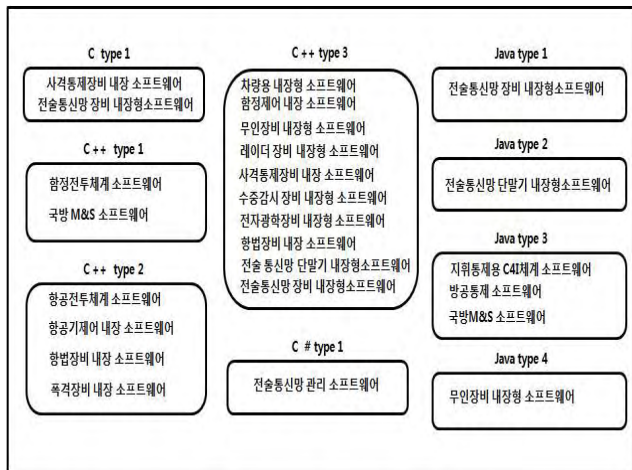 C type 1
사격통제장비 내장 소프트웨어
전술통신망 장비 내장형소프트웨어
C++ type 1
함정전투체계 소프트웨어
국방 M&S 소프트웨어
C++ type 2
항공전투체계 소프트웨어
항공기제어 내장 소프트웨어
항법장비 내장 소프트웨어
폭격장비 내장 소프트웨어
C++ type 3
차량용 내장형 소프트웨어
함정제어 내장 소프트웨어
무인장비 내장형 소프트웨어
레이더 장비 내장형 소프트웨어
사격통제장비 내장 소프트웨어
수중감시 장비 내장형 소프트웨어
전자광학장비 내장형 소프트웨어
항법장비 내장 소프트웨어
전술 통신망 단말기 내장형소프트웨어
전술통신망 장비 내장형소프트웨어
C # type 1
전술통신망 관리 소프트웨어
Java type 1
전술통신망 장비 내장형소프트웨어
Java type 2
전술통신망 단말기 내장형소프트웨어
Java type 3
지휘통제용 C4I체계 소프트웨어
방공통제 소프트웨어
국방M&S 소프트웨어
Java type 4
무인장비 내장형 소프트웨어